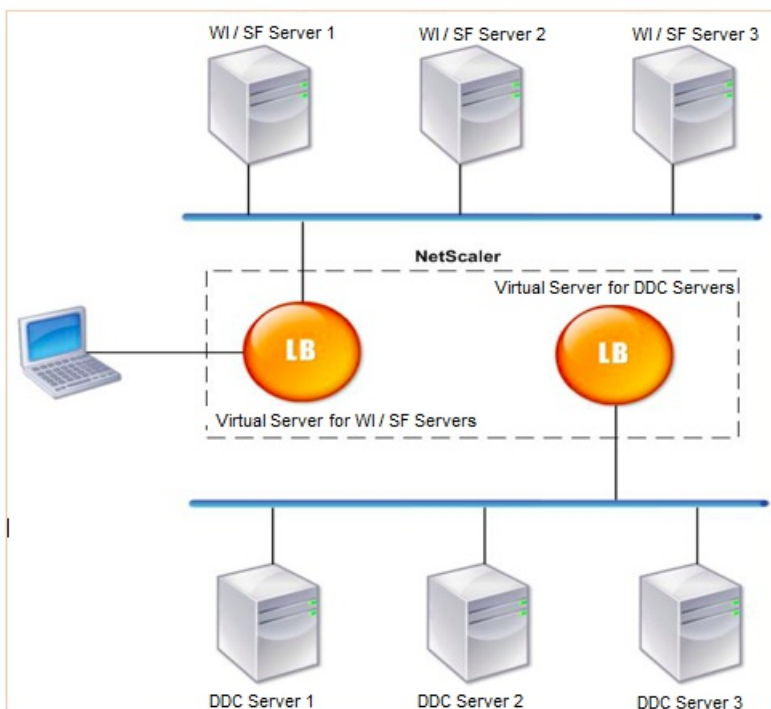 WI / SF Server 1
WI / SF Server 2
WI / SF Server 3
NetScaler
Virtual Server for DDC Servers
LB
LB
Virtual Server for WI / SF Servers
DDC Server 1
DDC Server 2
DDC Server 3